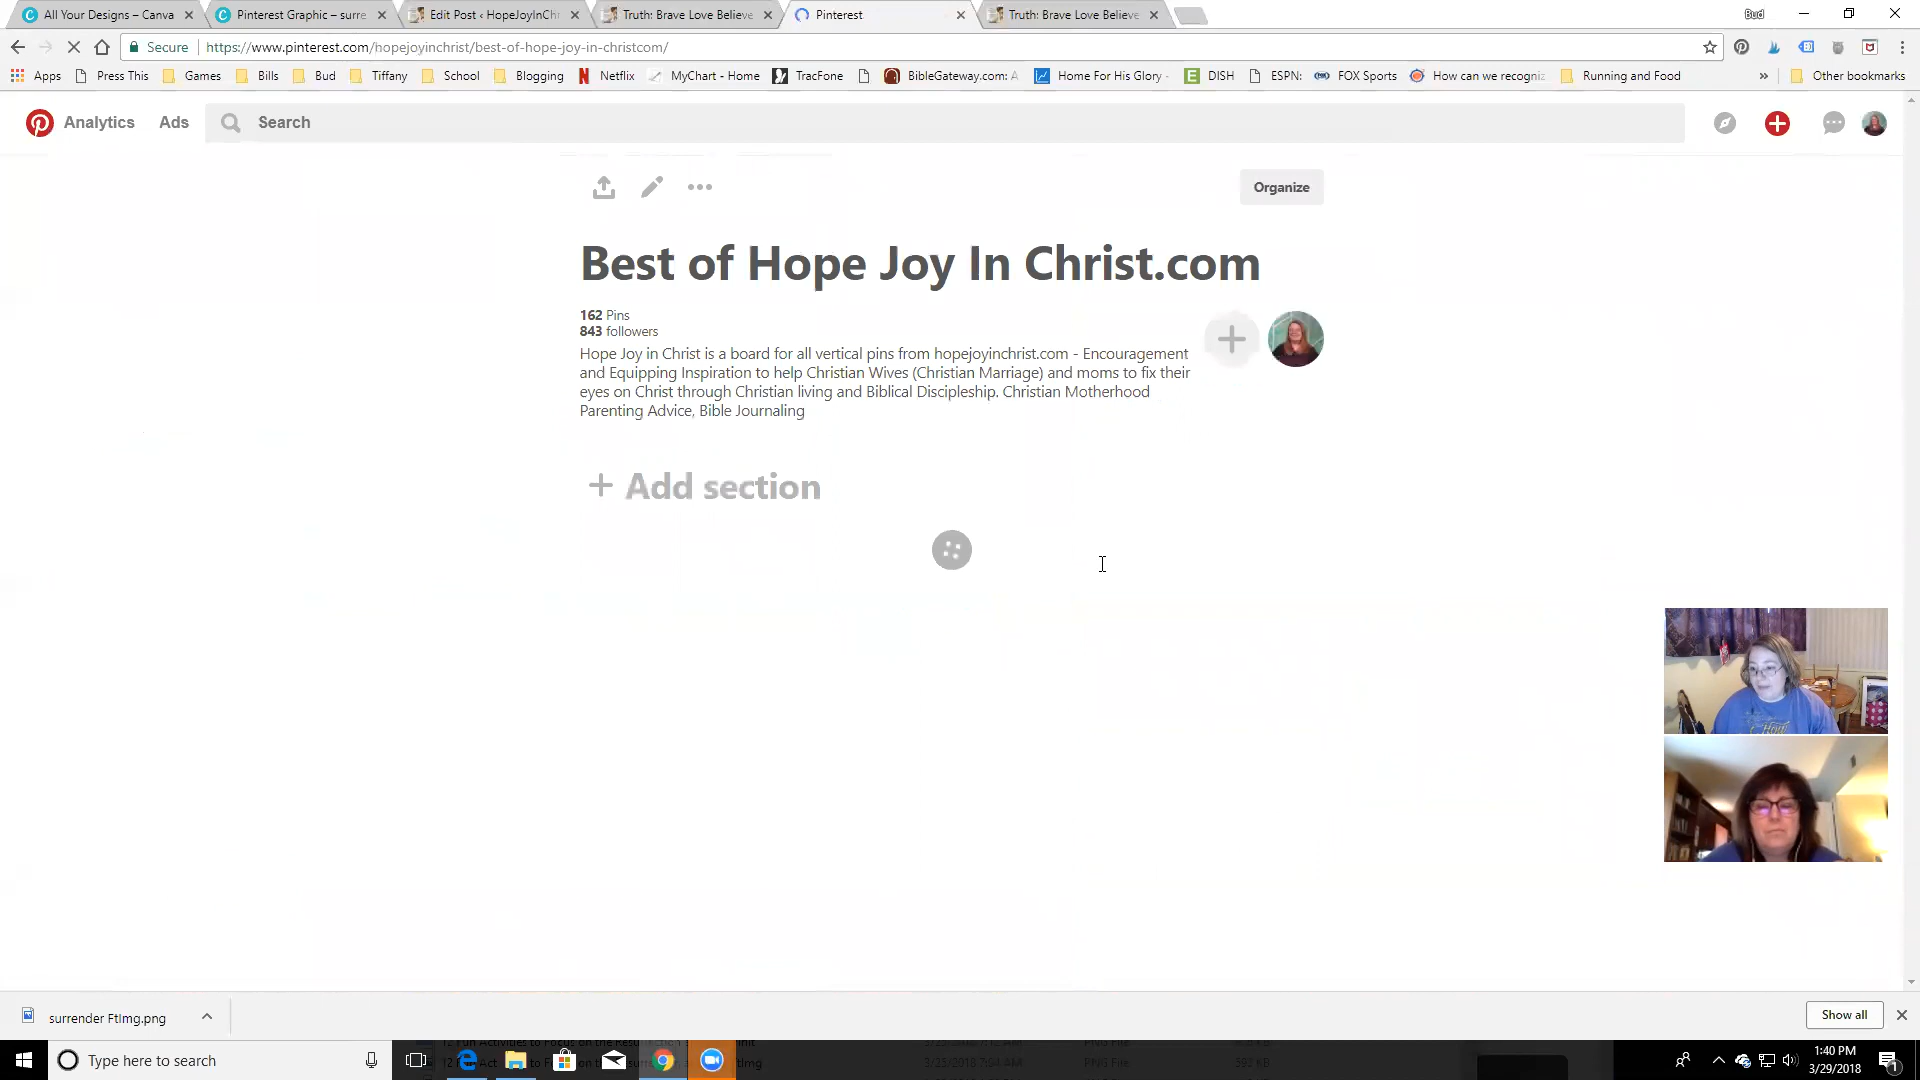 All Your Designs – Canva
Pinterest Graphic – surre
Edit Post ‹ HopeJoyInChr
Truth: Brave Love Believe
Pinterest
Truth: Brave Love Believe
Bud
Secure
https://www.pinterest.com/hopejoyinchrist/best-of-hope-joy-in-christcom/
Apps
Press This
Games
Bills
Bud
Tiffany
School
Blogging
Netflix
MyChart - Home
TracFone
BibleGateway.com: A
Home For His Glory -
DISH
ESPN:
FOX Sports
How can we recogniz
Running and Food
»
Other bookmarks
Analytics
Ads
Search
Organize
Best of Hope Joy In Christ.com
162 Pins
843 followers
Hope Joy in Christ is a board for all vertical pins from hopejoyinchrist.com - Encouragement
and Equipping Inspiration to help Christian Wives (Christian Marriage) and moms to fix their
eyes on Christ through Christian living and Biblical Discipleship. Christian Motherhood
Parenting Advice, Bible Journaling
+ Add section
surrender FtImg.png
Show all
Type here to search
1:40 PM
3/29/2018
1